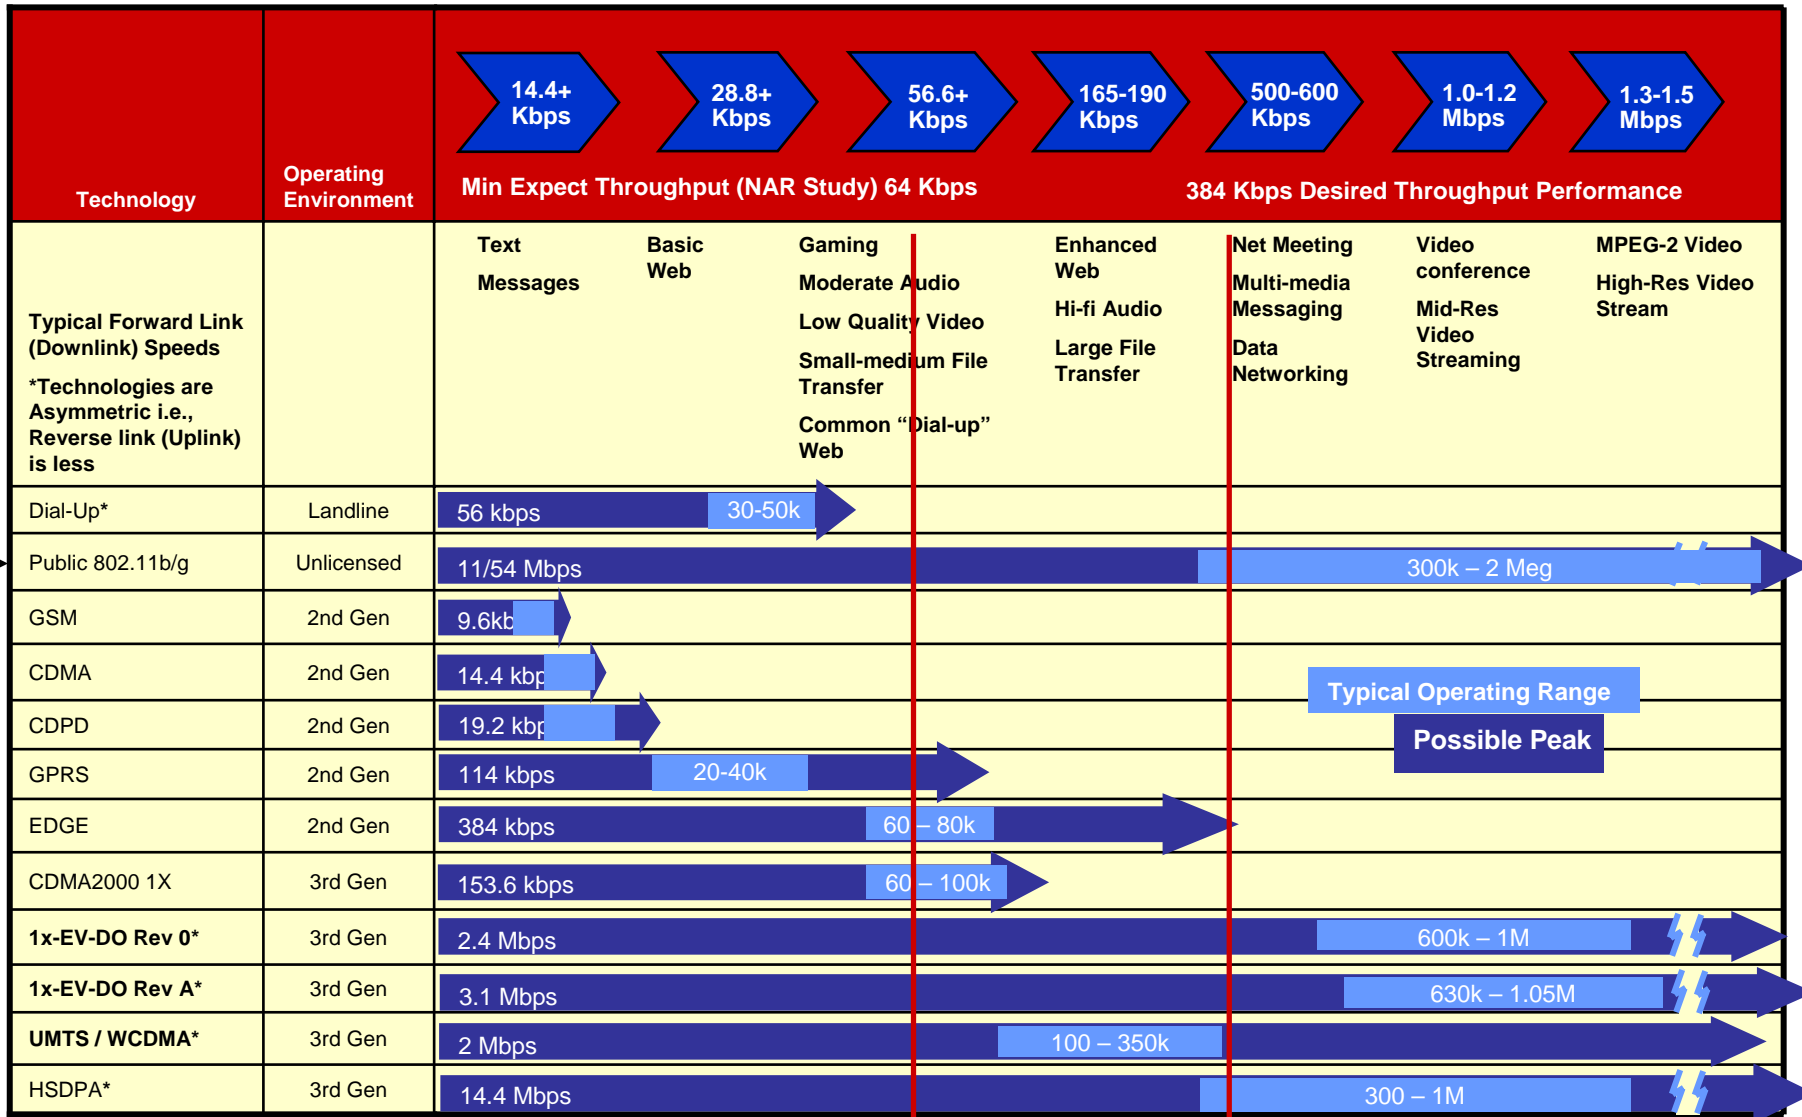 14.4+
Kbps
28.8+
Kbps
56.6+
Kbps
165-190
Kbps
500-600
Kbps
1.0-1.2
Mbps
1.3-1.5
Mbps
Technology
Operating
Environment
Min Expect Throughput (NAR Study) 64 Kbps
384 Kbps Desired Throughput Performance
Typical Forward Link
(Downlink) Speeds
*Technologies are
Asymmetric i.e.,
Reverse link (Uplink)
is less
Text
Messages
Basic
Web
Gaming
Moderate Audio
Low Quality Video
Small-medium File
Transfer
Common “Dial-up”
Web
Enhanced
Web
Hi-fi Audio
Large File
Transfer
Net Meeting
Multi-media
Messaging
Data
Networking
Video
conference
Mid-Res
Video
Streaming
MPEG-2 Video
High-Res Video
Stream
Dial-Up*
Landline
56 kbps
30-50k
Public 802.11b/g
Unlicensed
11/54 Mbps
300k – 2 Meg
GSM
2nd Gen
9.6kb
CDMA
2nd Gen
14.4 kbp
Typical Operating Range
CDPD
2nd Gen
19.2 kbp
Possible Peak
GPRS
2nd Gen
114 kbps
20-40k
EDGE
2nd Gen
384 kbps
60 – 80k
CDMA2000 1X
3rd Gen
153.6 kbps
60 – 100k
1x-EV-DO Rev 0*
3rd Gen
2.4 Mbps
600k – 1M
1x-EV-DO Rev A*
3rd Gen
3.1 Mbps
630k – 1.05M
UMTS / WCDMA*
3rd Gen
2 Mbps
100 – 350k
HSDPA*
3rd Gen
14.4 Mbps
300 – 1M